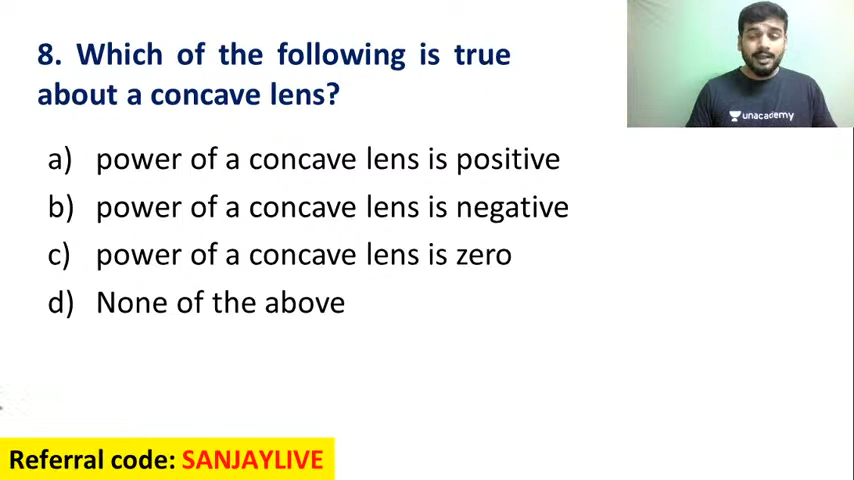 8. Which of the following is true
about a concave lens?
unacademy
a) power of a concave lens is positive
b) power of a concave lens is negative
c) power of a concave lens is zero
d) None of the above
Referral code: SANJAYLIVE